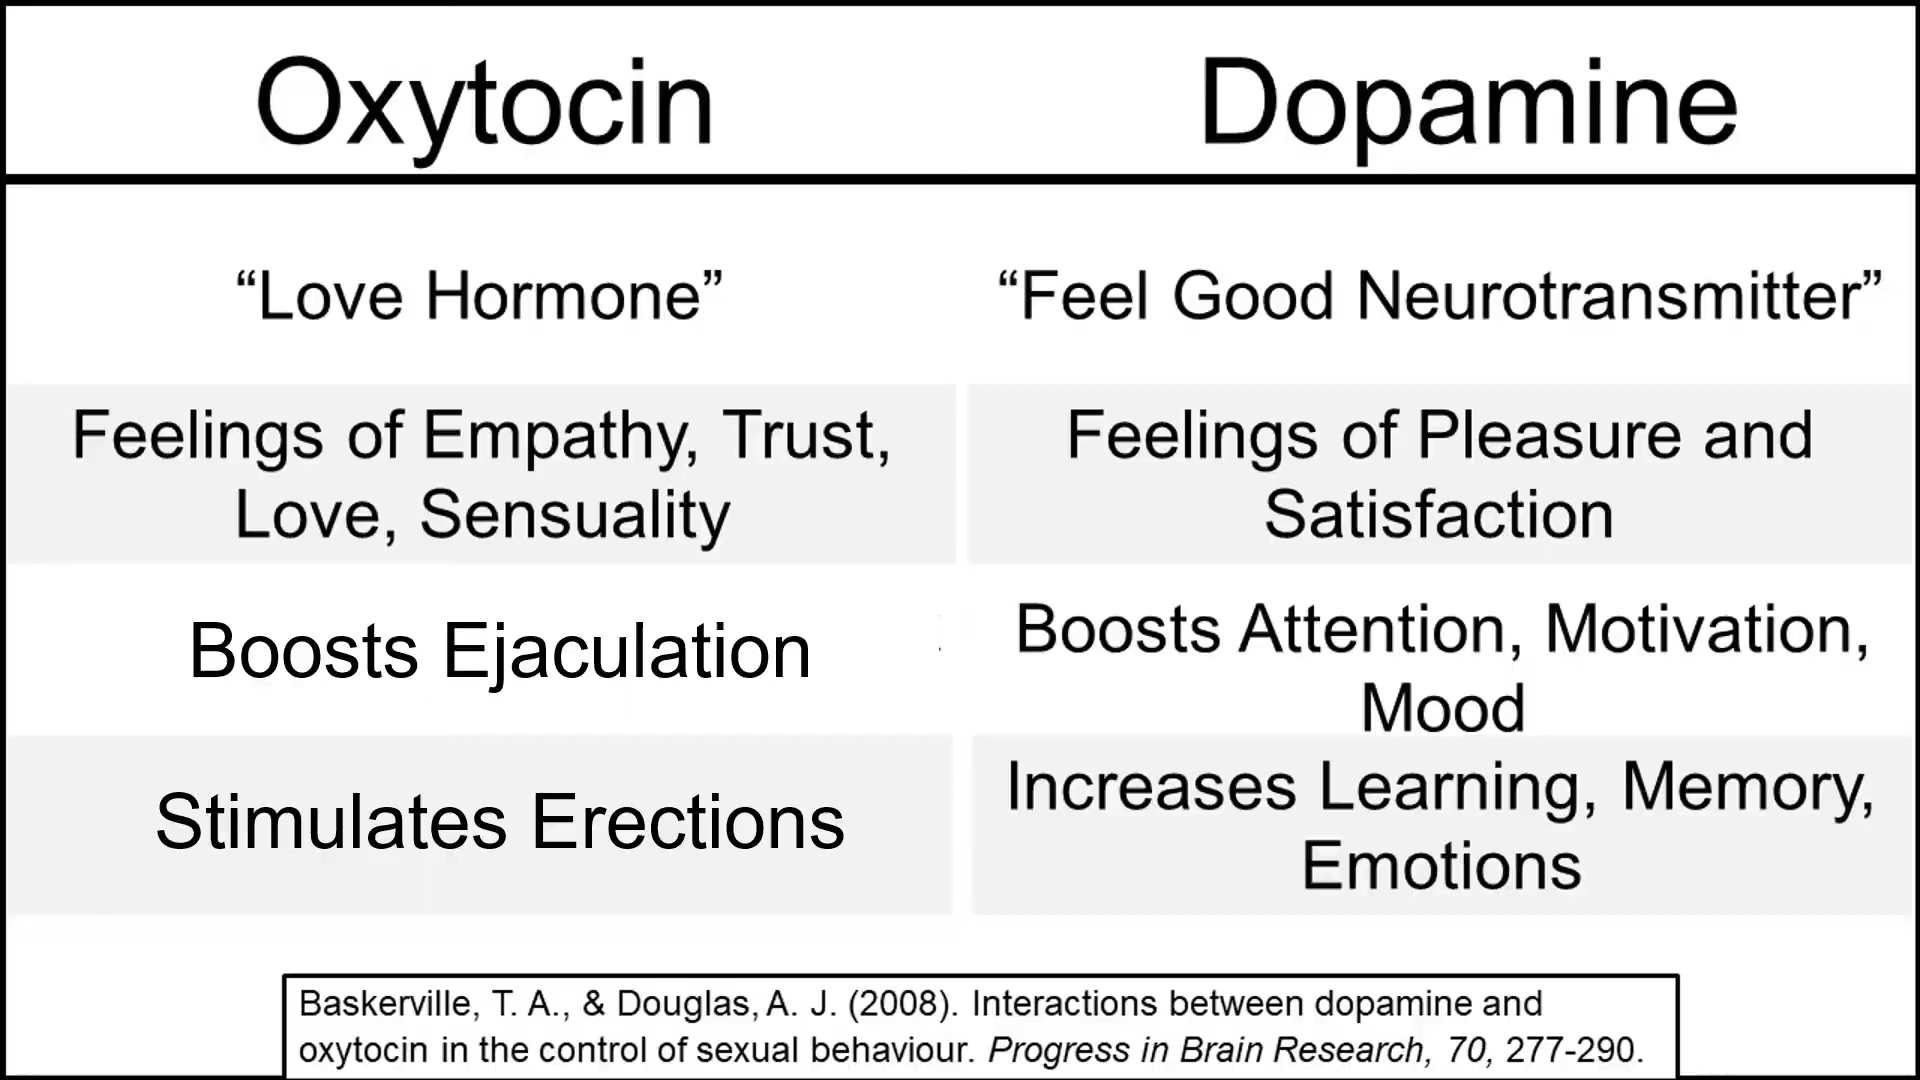 Oxytocin
Dopamine
“Love Hormone”
“Feel Good Neurotransmitter”
Feelings of Empathy, Trust,
Love, Sensuality
Feelings of Pleasure and
Satisfaction
Boosts Ejaculation
Boosts Attention, Motivation,
Mood
Stimulates Erections
Increases Learning, Memory,
Emotions
Baskerville, T. A., & Douglas, A. J. (2008). Interactions between dopamine and
oxytocin in the control of sexual behaviour. Progress in Brain Research, 70, 277-290.